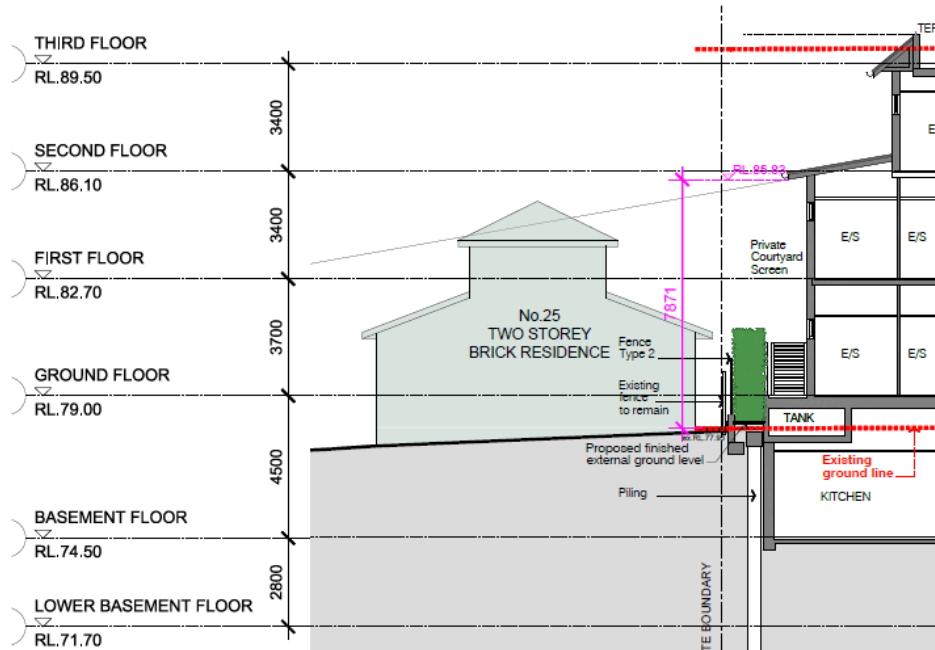 THIRD FLOOR
RL.89.50
3400
SECOND FLOOR
RL.86.10
3400
FIRST FLOOR
RL.82.70
3700
GROUND FLOOR
RL.79.00
4500
BASEMENT FLOOR
RL.74.50
2800
LOWER BASEMENT FLOOR
RL.71.70
No.25
TWO STOREY
BRICK RESIDENCE
7871
RL.85.83
Private
Courtyard
Screen
Fence
Type 2
Existing
fence
to remain
Proposed finished
external ground level
Piling
TE BOUNDARY
TER
E
E/S
E/S
E/S
E/S
TANK
Existing
ground line
KITCHEN